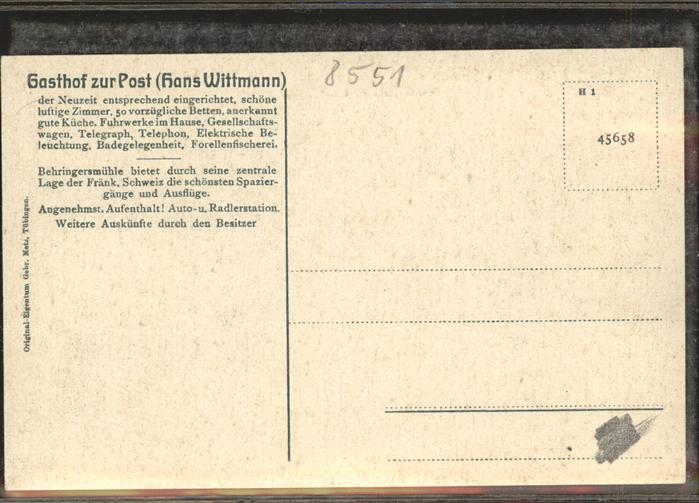 Gasthof zur Post (Hans Wittmann)
der Neuzeit entsprechend eingerichtet, schöne
luftige Zimmer, 50 vorzügliche Betten, anerkannt
gute Küche. Fuhrwerke im Hause, Gesellschafts-
wagen, Telegraph, Telephon, Elektrische Be-
leuchtung, Badegelegenheit, Forellenfischerei.
Behringersmühle bietet durch seine zentrale
Lage der Fränk. Schweiz die schönsten Spazier-
gänge und Ausflüge.
Angenehmst. Aufenthalt! Auto- u. Radlerstation.
Weitere Auskünfte durch den Besitzer
Original-Eigentum Gebr. Metz, Tübingen.
8551
H 1
45658